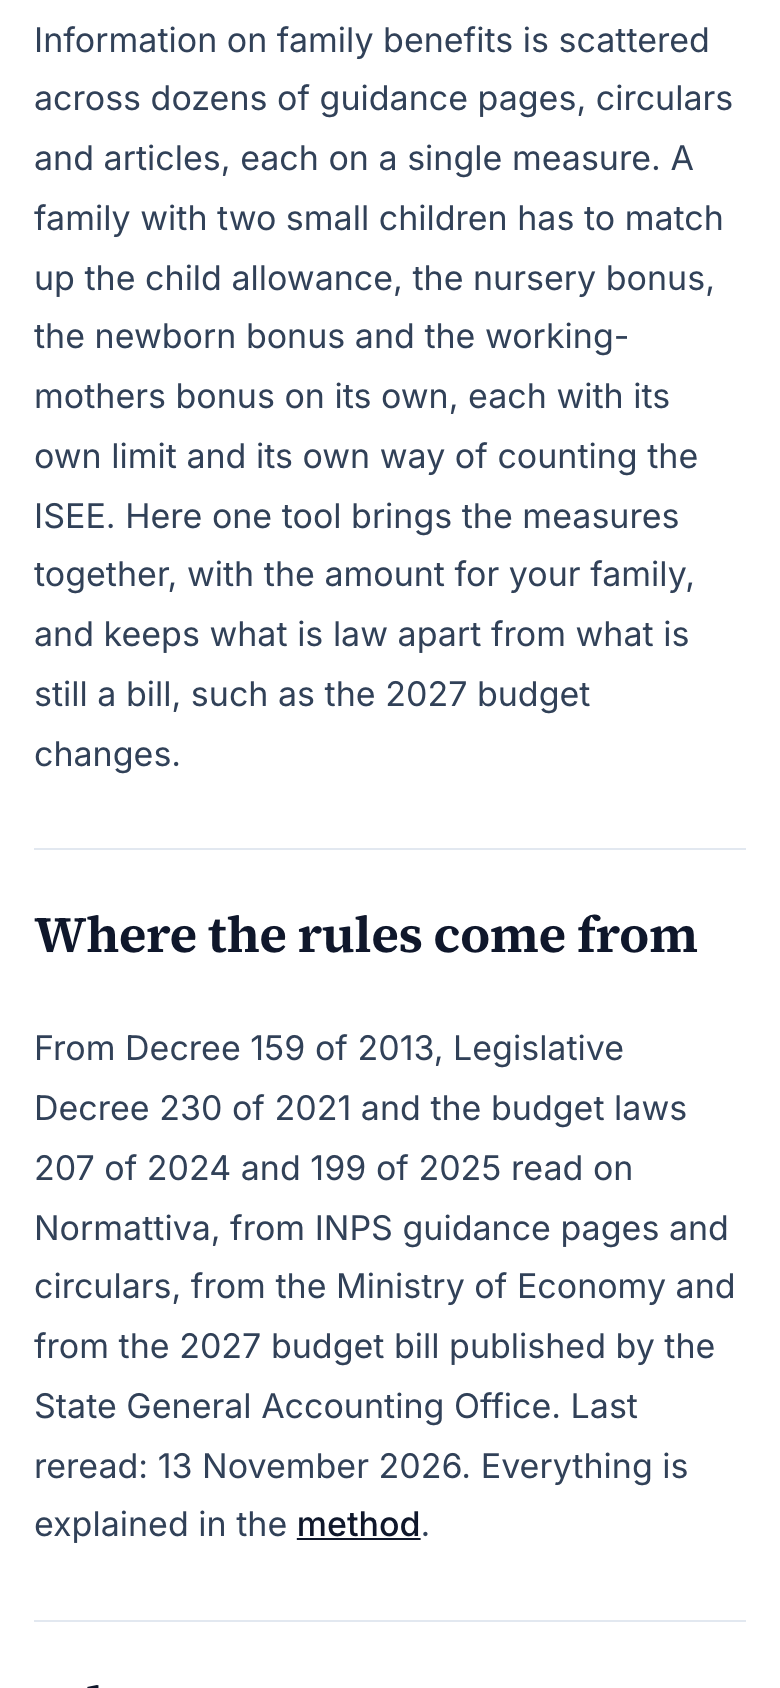 Information on family benefits is scattered
across dozens of guidance pages, circulars
and articles, each on a single measure. A
family with two small children has to match
up the child allowance, the nursery bonus,
the newborn bonus and the working-
mothers bonus on its own, each with its
own limit and its own way of counting the
ISEE. Here one tool brings the measures
together, with the amount for your family,
and keeps what is law apart from what is
still a bill, such as the 2027 budget
changes.
Where the rules come from
From Decree 159 of 2013, Legislative
Decree 230 of 2021 and the budget laws
207 of 2024 and 199 of 2025 read on
Normattiva, from INPS guidance pages and
circulars, from the Ministry of Economy and
from the 2027 budget bill published by the
State General Accounting Office. Last
reread: 13 November 2026. Everything is
explained in the method.